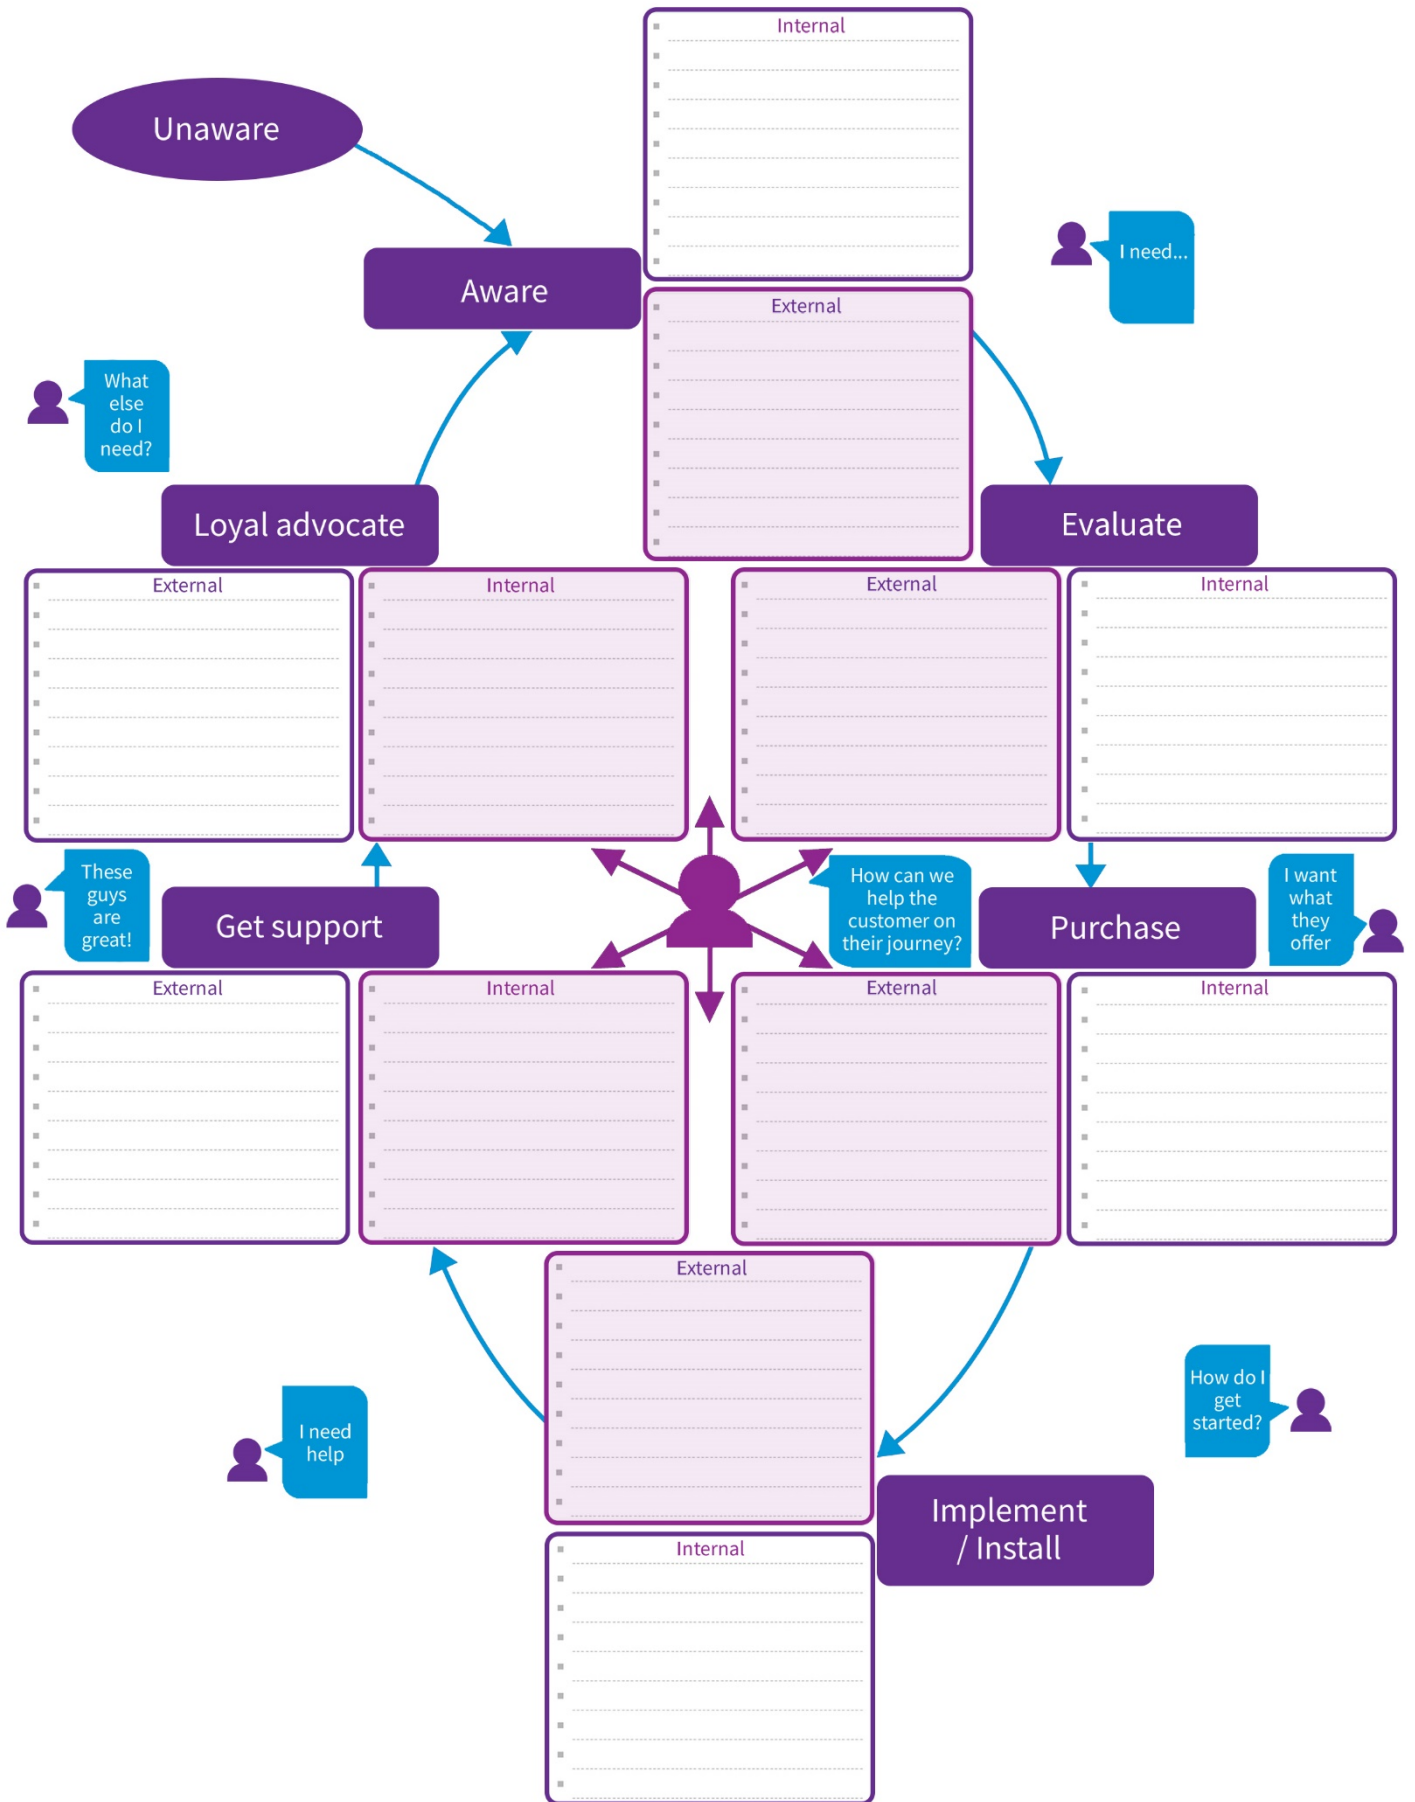 Internal
Unaware
I need...
Aware
External
What
else
do I
need?
Loyal advocate
Evaluate
External
Internal
External
Internal
These
guys
are
great!
Get support
How can we
help the
customer on
their journey?
Purchase
I want
what
they
offer
External
Internal
External
Internal
External
How do I
get
started?
I need
help
Implement
/ Install
Internal